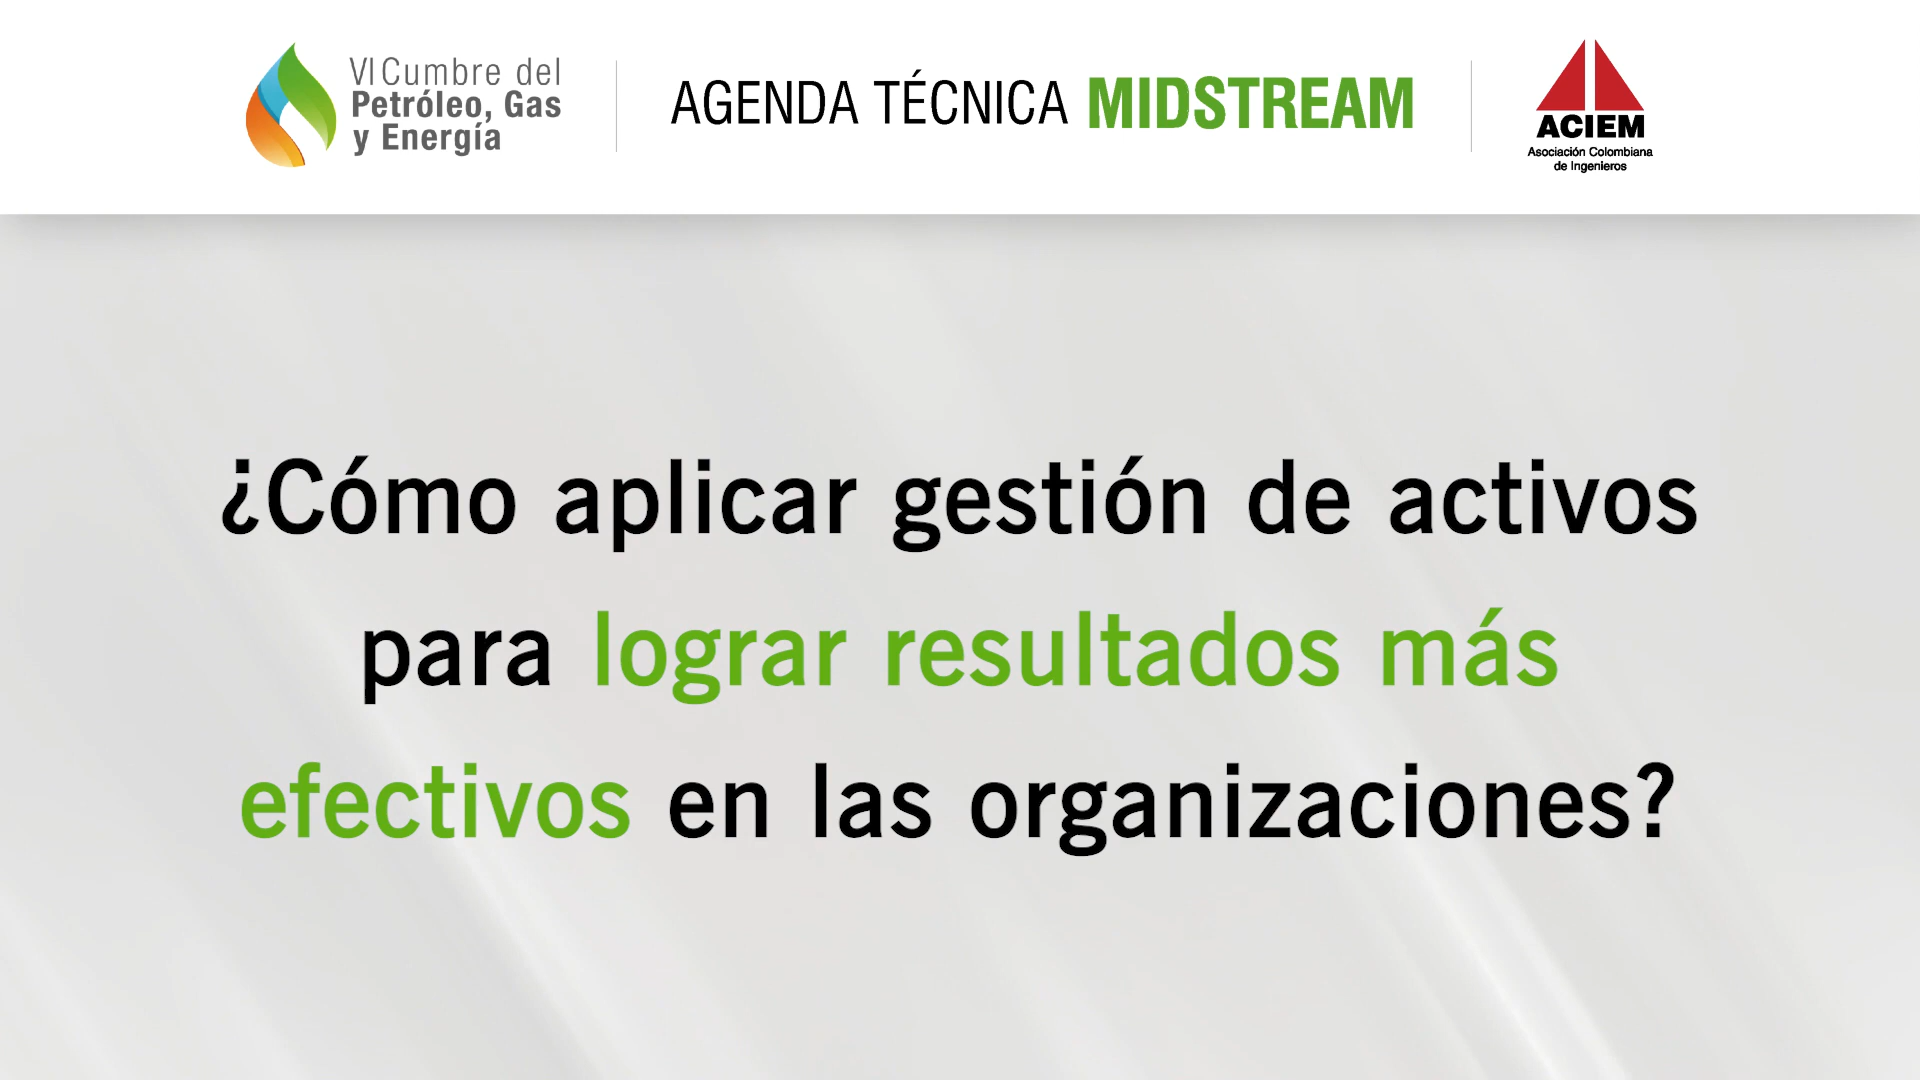 VI Cumbre del
Petróleo, Gas
y Energía
AGENDA TÉCNICA MIDSTREAM
ACIEM
Asociación Colombiana
de Ingenieros
¿Cómo aplicar gestión de activos
para lograr resultados más
efectivos en las organizaciones?